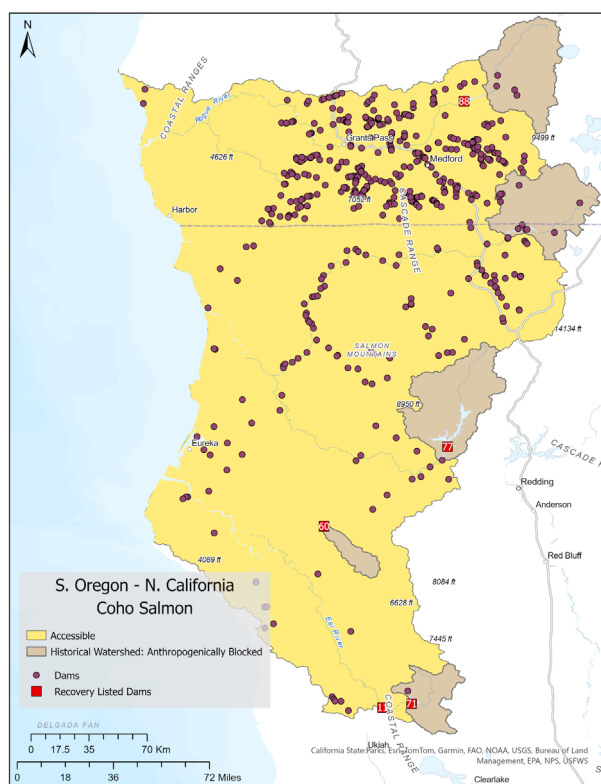 N
COASTAL RANGES
Rogue River
88
9499 ft
Grants Pass
4626 ft
Medford
7052 ft
CASCADE RANGE
Harbor
14134 ft
SALMON
MOUNTAINS
8950 ft
77
Eureka
CASCADE
Redding
Anderson
60
Red Bluff
4089 ft
8084 ft
6628 ft
Eel River
7445 ft
S. Oregon - N. California
Coho Salmon
Accessible
Historical Watershed: Anthropogenically Blocked
Dams
Recovery Listed Dams
11
71
COAST RANGE
DELGADA FAN
Ukiah
0 17.5 35 70 Km
0 18 36 72 Miles
California State Parks, Esri, TomTom, Garmin, FAO, NOAA, USGS, Bureau of Land
Management, EPA, NPS, USFWS
Clearlake